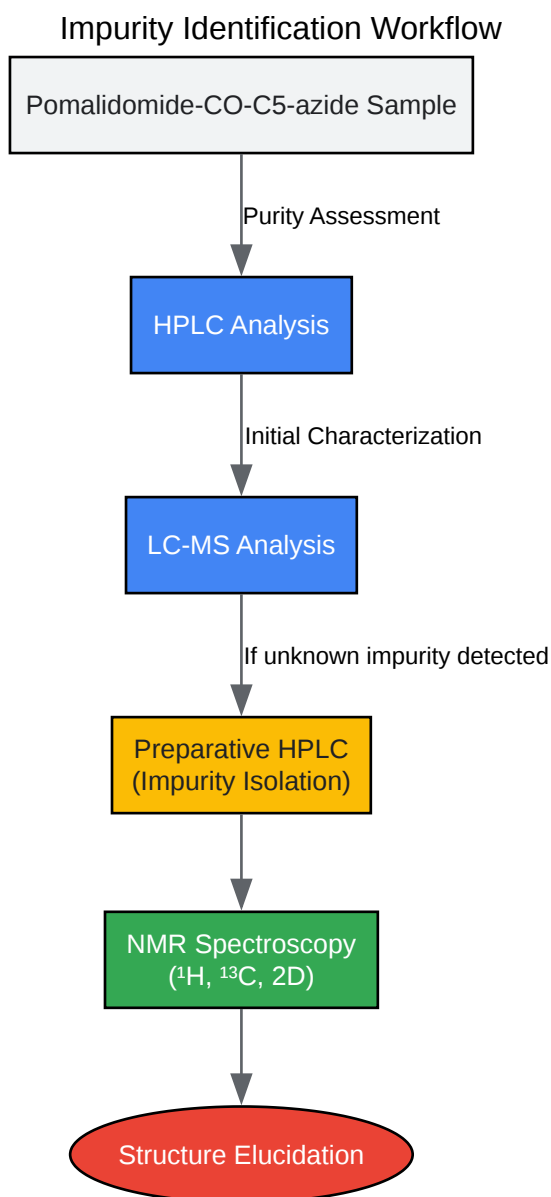 Impurity Identification Workflow
Pomalidomide-CO-C5-azide Sample
Purity Assessment
HPLC Analysis
Initial Characterization
LC-MS Analysis
If unknown impurity detected
Preparative HPLC
(Impurity Isolation)
NMR Spectroscopy
(¹H, ¹³C, 2D)
Structure Elucidation